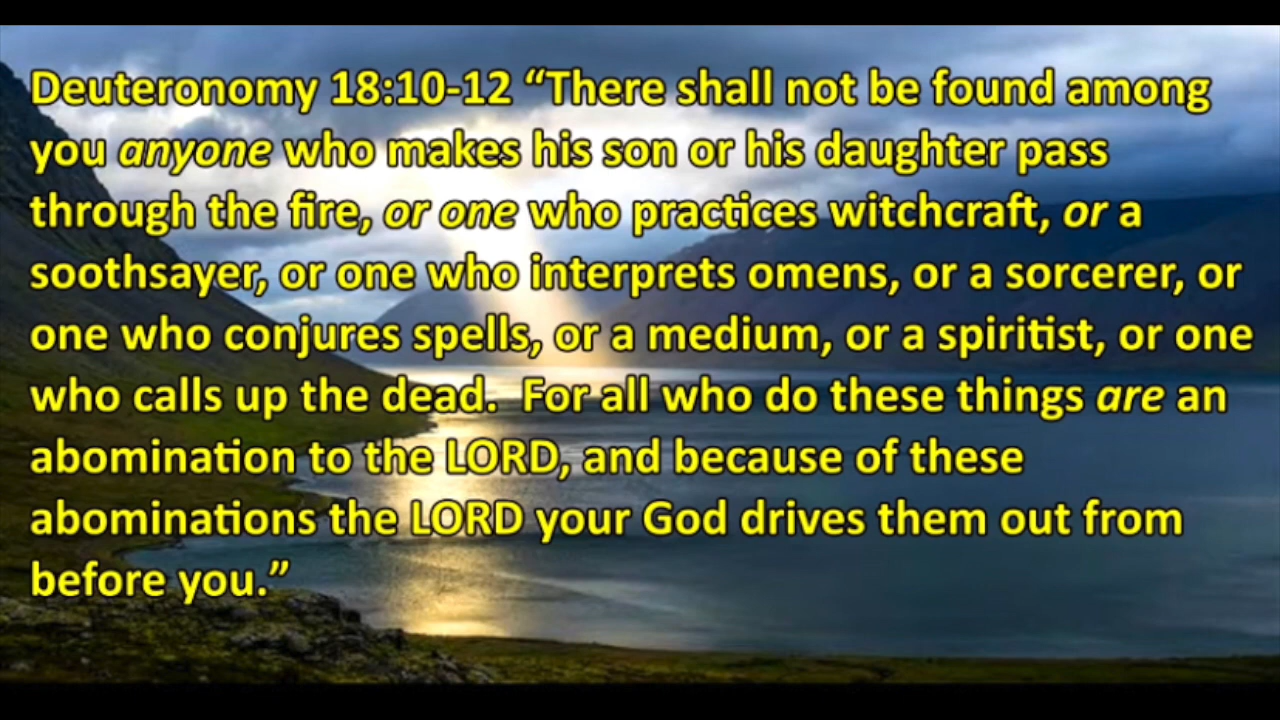 Deuteronomy 18:10-12 “There shall not be found among
you anyone who makes his son or his daughter pass
through the fire, or one who practices witchcraft, or a
soothsayer, or one who interprets omens, or a sorcerer, or
one who conjures spells, or a medium, or a spiritist, or one
who calls up the dead.  For all who do these things are an
abomination to the LORD, and because of these
abominations the LORD your God drives them out from
before you.”